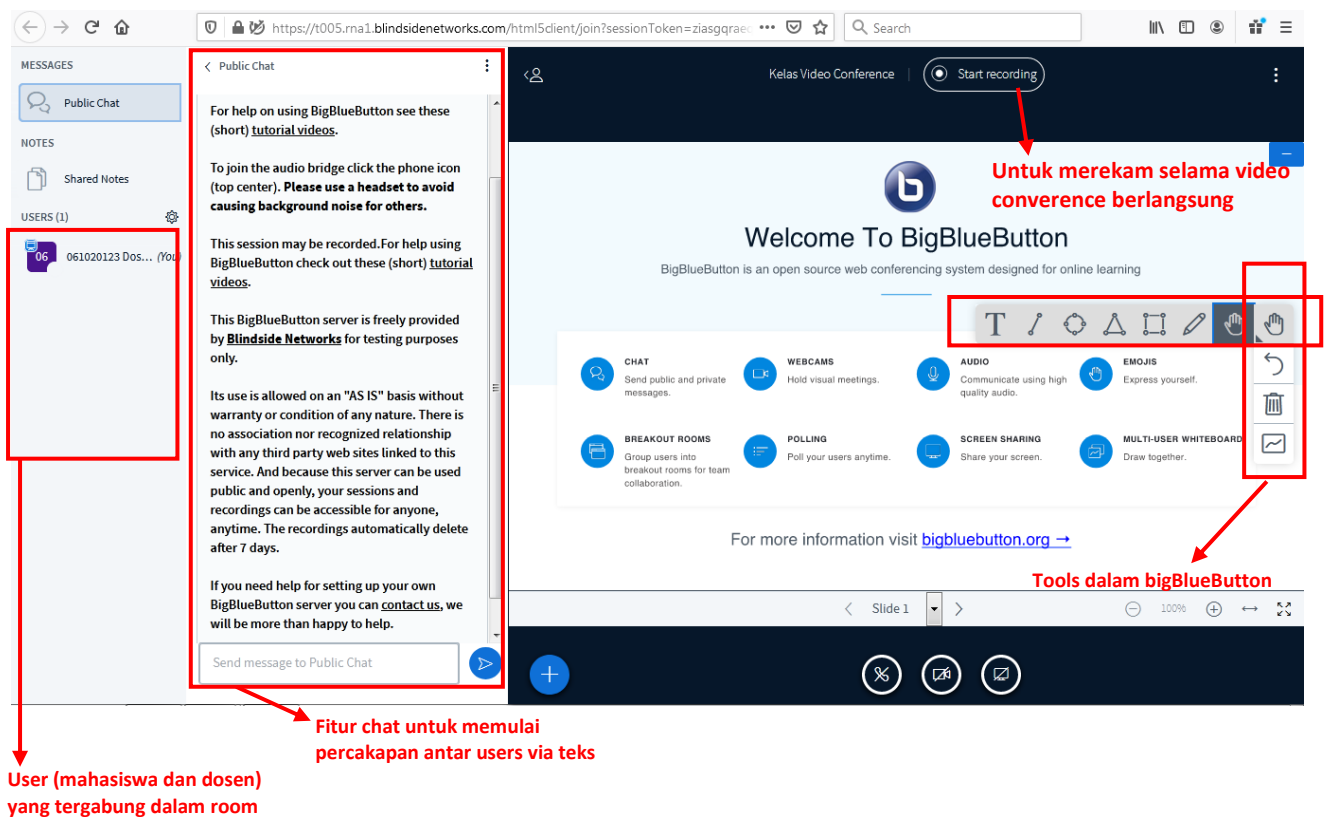 https://t005.rna1.blindsidenetworks.com/html5client/join?sessionToken=ziasgqraec
Search
MESSAGES
Public Chat
NOTES
Shared Notes
USERS (1)
06
061020123 Dos... (You)
Public Chat
For help on using BigBlueButton see these
(short) tutorial videos.
To join the audio bridge click the phone icon
(top center). Please use a headset to avoid
causing background noise for others.
This session may be recorded.For help using
BigBlueButton check out these (short) tutorial
videos.
This BigBlueButton server is freely provided
by Blindside Networks for testing purposes
only.
Its use is allowed on an "AS IS" basis without
warranty or condition of any nature. There is
no association nor recognized relationship
with any third party web sites linked to this
service. And because this server can be used
public and openly, your sessions and
recordings can be accessible for anyone,
anytime. The recordings automatically delete
after 7 days.
If you need help for setting up your own
BigBlueButton server you can contact us, we
will be more than happy to help.
Send message to Public Chat
Kelas Video Conference
Start recording
Untuk merekam selama video
converence berlangsung
b
Welcome To BigBlueButton
BigBlueButton is an open source web conferencing system designed for online learning
T
CHAT
Send public and private
messages.
WEBCAMS
Hold visual meetings.
AUDIO
Communicate using high
quality audio.
EMOJIS
Express yourself.
BREAKOUT ROOMS
Group users into
breakout rooms for team
collaboration.
POLLING
Poll your users anytime.
SCREEN SHARING
Share your screen.
MULTI-USER WHITEBOARD
Draw together.
For more information visit bigbluebutton.org →
Tools dalam bigBlueButton
Slide 1
100%
Fitur chat untuk memulai
percakapan antar users via teks
User (mahasiswa dan dosen)
yang tergabung dalam room